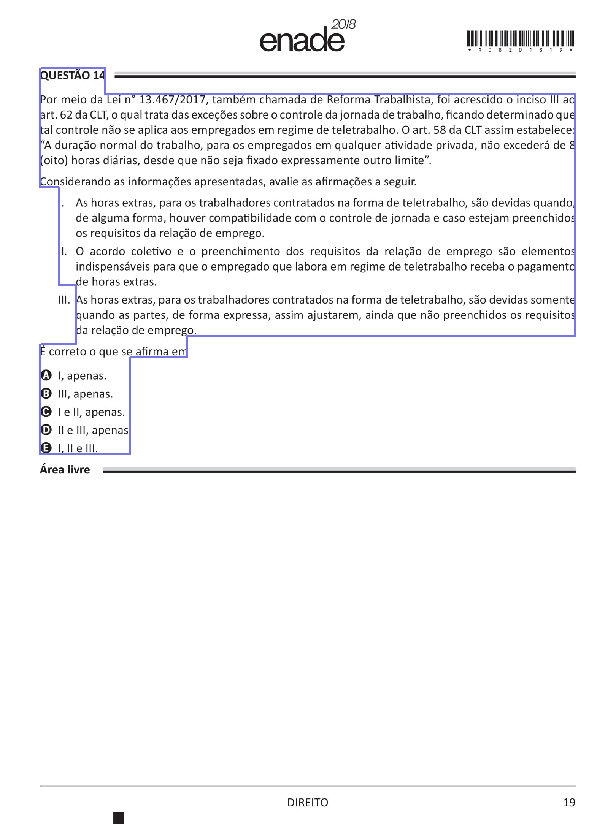 enade2018
*R0620181 9*
QUESTÃO 14
Por meio da Lei n° 13.467/2017, também chamada de Reforma Trabalhista, foi acrescido o inciso III ao
art. 62 da CLT, o qual trata das exceções sobre o controle da jornada de trabalho, ficando determinado que
tal controle não se aplica aos empregados em regime de teletrabalho. O art. 58 da CLT assim estabelece:
“A duração normal do trabalho, para os empregados em qualquer atividade privada, não excederá de 8
(oito) horas diárias, desde que não seja fixado expressamente outro limite”.
Considerando as informações apresentadas, avalie as afirmações a seguir.
I. As horas extras, para os trabalhadores contratados na forma de teletrabalho, são devidas quando,
de alguma forma, houver compatibilidade com o controle de jornada e caso estejam preenchidos
os requisitos da relação de emprego.
II. O acordo coletivo e o preenchimento dos requisitos da relação de emprego são elementos
indispensáveis para que o empregado que labora em regime de teletrabalho receba o pagamento
de horas extras.
III. As horas extras, para os trabalhadores contratados na forma de teletrabalho, são devidas somente
quando as partes, de forma expressa, assim ajustarem, ainda que não preenchidos os requisitos
da relação de emprego.
É correto o que se afirma em
A I, apenas.
B III, apenas.
C I e II, apenas.
D II e III, apenas
E I, II e III.
Área livre
DIREITO 19